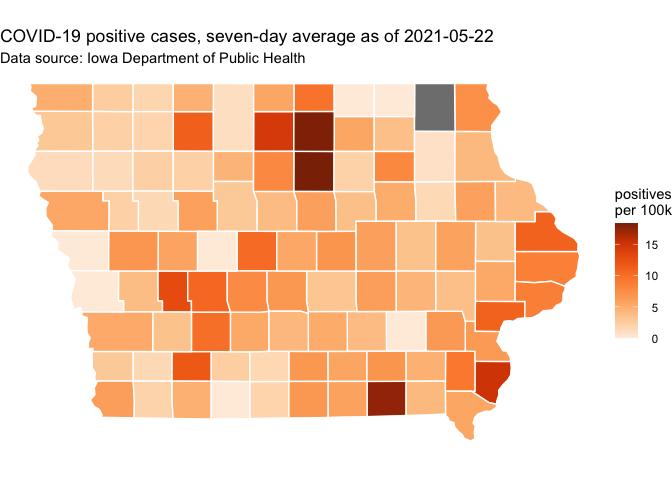 COVID-19 positive cases, seven-day average as of 2021-05-22
Data source: Iowa Department of Public Health
positives
per 100k
15
10
5
0